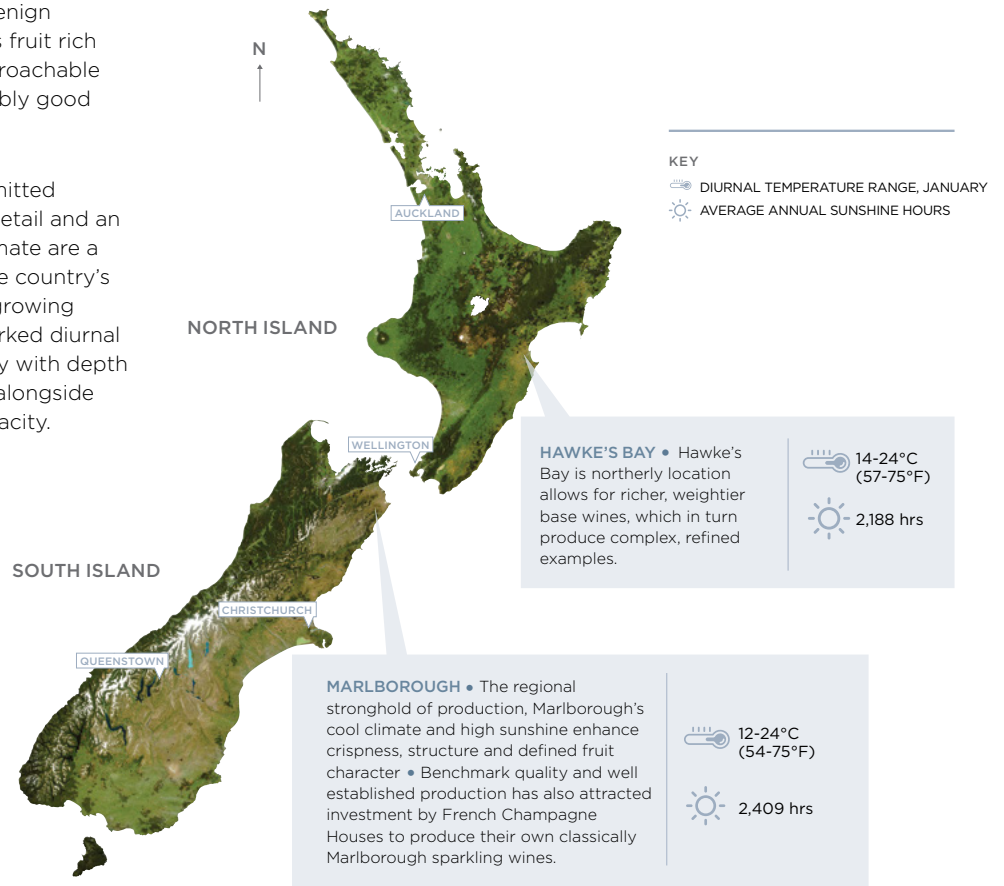 enign
s fruit rich
roachable
bly good
mitted
etail and an
mate are a
e country's
growing
rked diurnal
y with depth
alongside
acity.
N
KEY
DIURNAL TEMPERATURE RANGE, JANUARY
AVERAGE ANNUAL SUNSHINE HOURS
AUCKLAND
NORTH ISLAND
WELLINGTON
HAWKE'S BAY • Hawke's
Bay is northerly location
allows for richer, weightier
base wines, which in turn
produce complex, refined
examples.
14-24°C
(57-75°F)
2,188 hrs
SOUTH ISLAND
CHRISTCHURCH
QUEENSTOWN
MARLBOROUGH • The regional
stronghold of production, Marlborough's
cool climate and high sunshine enhance
crispness, structure and defined fruit
character • Benchmark quality and well
established production has also attracted
investment by French Champagne
Houses to produce their own classically
Marlborough sparkling wines.
12-24°C
(54-75°F)
2,409 hrs